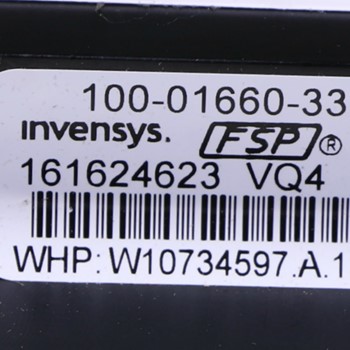 100-01660-33
invensys. FSP®
161624623 VQ4
WHP: W10734597.A.1